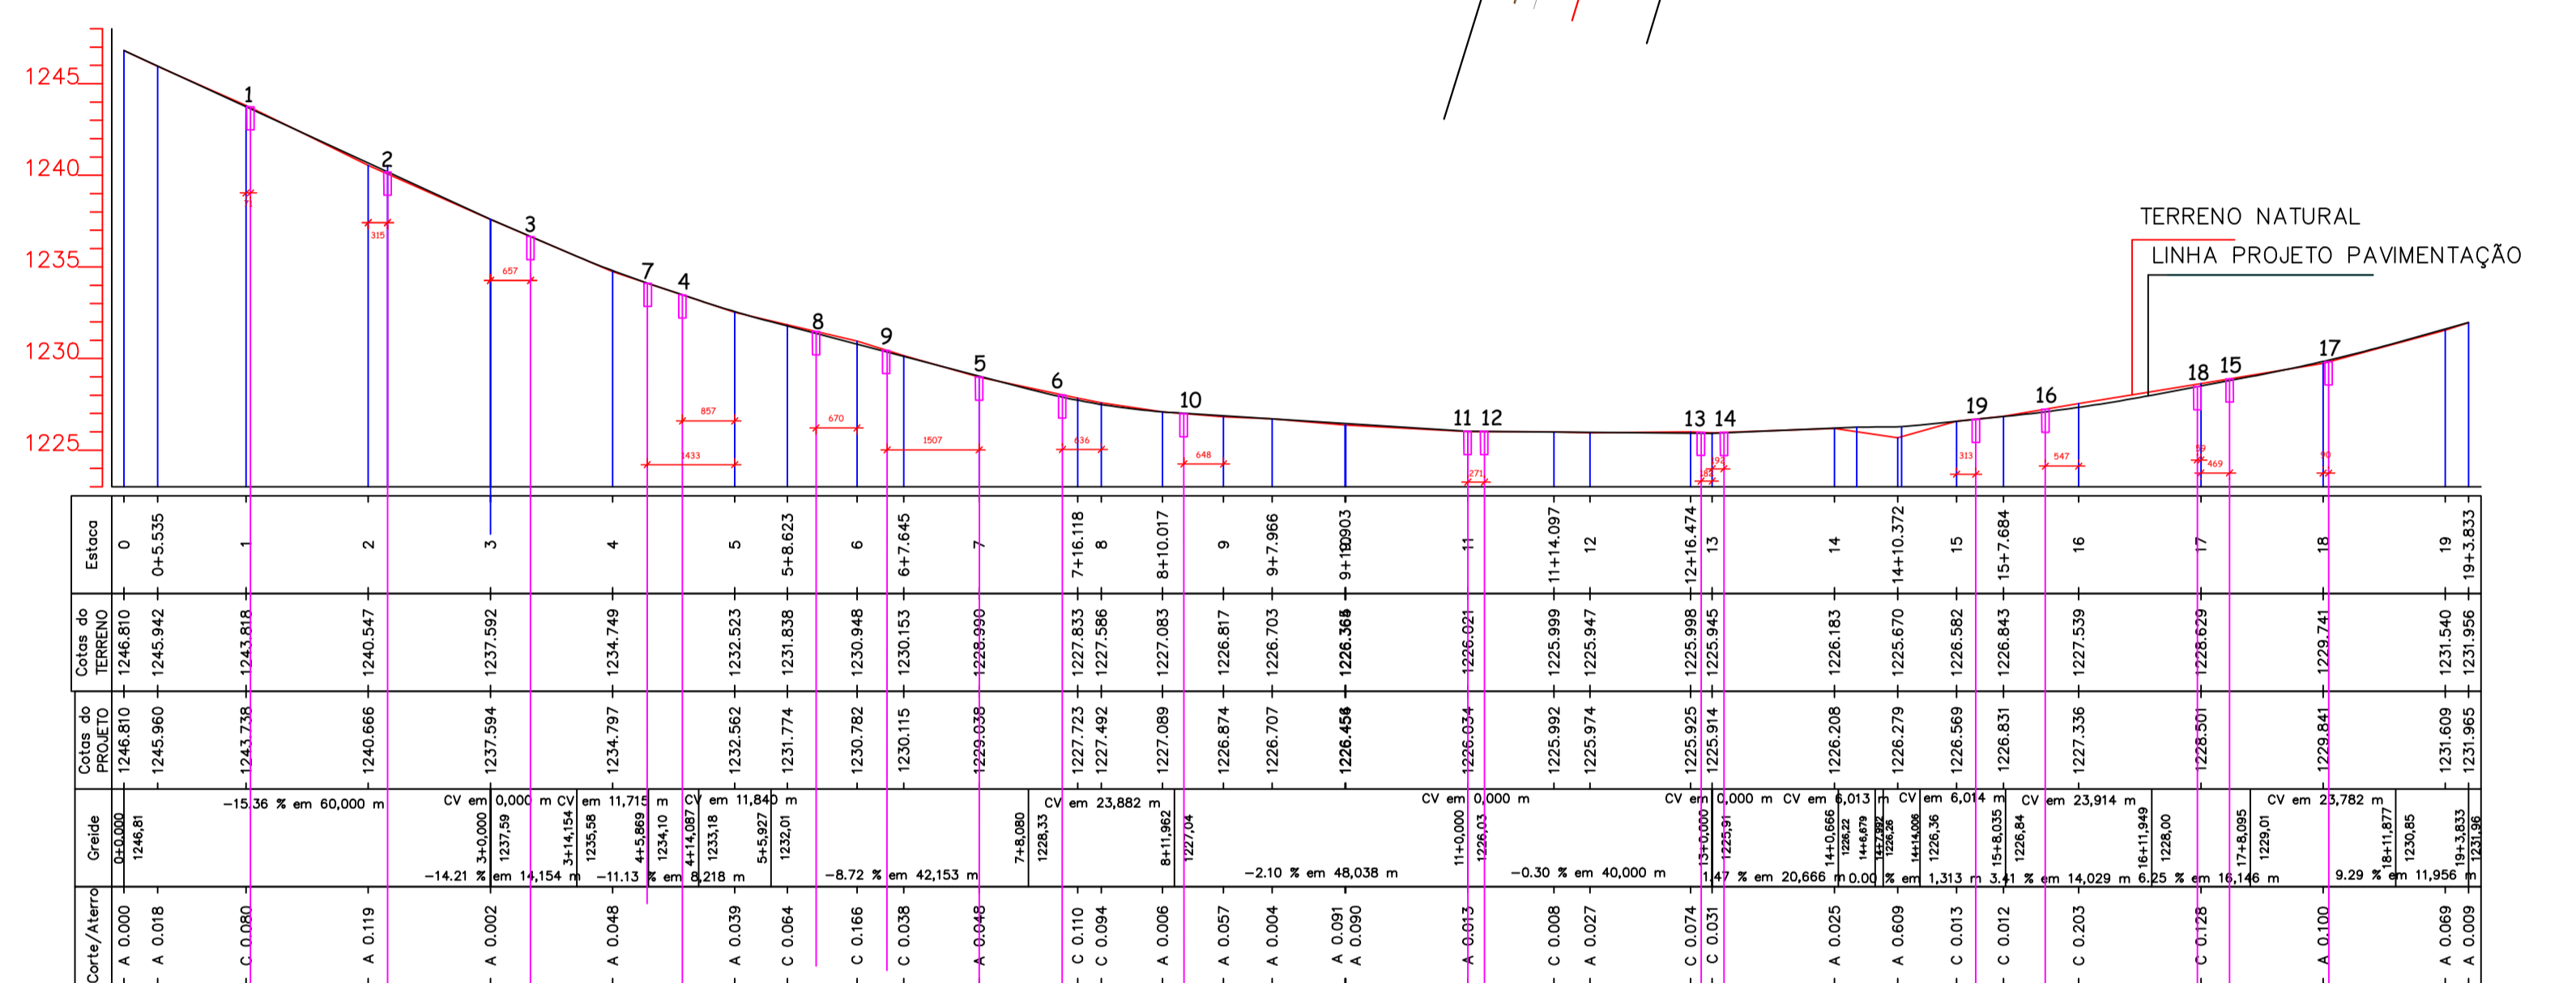 1245
1240
1235
1230
1225
1
2
3
7
4
8
9
5
6
10
11
12
13
14
19
16
18
15
17
TERRENO NATURAL
LINHA PROJETO PAVIMENTAÇÃO
315
657
857
1433
670
1507
636
648
271
192
313
547
59
469
90
Estaca
0
0+5.535
1
2
3
4
5
5+8.623
6
6+7.645
7
7+16.118
8
8+10.017
9
9+7.966
11
11+14.097
12
12+16.474
13
14
14+10.372
15
15+7.684
16
17
18
19
19+3.833
Cotas do
TERRENO
1246.810
1245.942
1243.818
1240.547
1237.592
1234.749
1232.523
1231.838
1230.948
1230.153
1228.990
1227.833
1227.586
1227.083
1226.817
1226.703
1226.021
1225.999
1225.947
1225.998
1225.945
1226.183
1225.670
1226.582
1226.843
1227.539
1228.629
1229.741
1231.540
1231.956
Cotas do
PROJETO
1246.810
1245.960
1243.738
1240.666
1237.594
1234.797
1232.562
1231.774
1230.782
1230.115
1229.038
1227.723
1227.492
1227.089
1226.874
1226.707
1226.034
1225.992
1225.974
1225.925
1225.914
1226.208
1226.279
1226.569
1226.831
1227.336
1228.501
1229.841
1231.609
1231.965
Greide
-15.36 % em 60,000 m
CV em 0,000 m
CV em 11,715 m
CV em 11,840 m
CV em 23,882 m
CV em 0,000 m
CV em 0,000 m
CV em 6,013 m
CV em 6,014 m
CV em 23,914 m
CV em 23,782 m
0+0,000
1246,81
3+0,000
1237,59
3+14,154
1235,58
4+5,869
1234,10
4+14,087
1233,18
5+5,927
1232,01
7+8,080
1228,33
8+11,962
1227,04
11+0,000
1226,03
13+0,000
1225,91
14+0,666
1226,22
14+6,679
14+7,992
1226,26
14+14,006
1226,36
15+8,035
1226,84
16+11,949
1228,00
17+8,095
1229,01
18+11,877
1230,85
19+3,833
1231,96
-14.21 % em 14,154 m
-11.13 % em 8,218 m
-8.72 % em 42,153 m
-2.10 % em 48,038 m
-0.30 % em 40,000 m
1.47 % em 20,666 m
0.00 % em 1,313 m
3.41 % em 14,029 m
6.25 % em 16,146 m
9.29 % em 11,956 m
Corte/Aterro
A 0.000
A 0.018
C 0.080
A 0.119
A 0.002
A 0.048
A 0.039
C 0.064
C 0.166
C 0.038
A 0.048
C 0.110
C 0.094
A 0.006
A 0.057
A 0.004
A 0.091
A 0.090
A 0.013
C 0.008
A 0.027
C 0.074
C 0.031
A 0.025
A 0.609
C 0.013
C 0.012
C 0.203
C 0.128
A 0.100
A 0.069
A 0.009